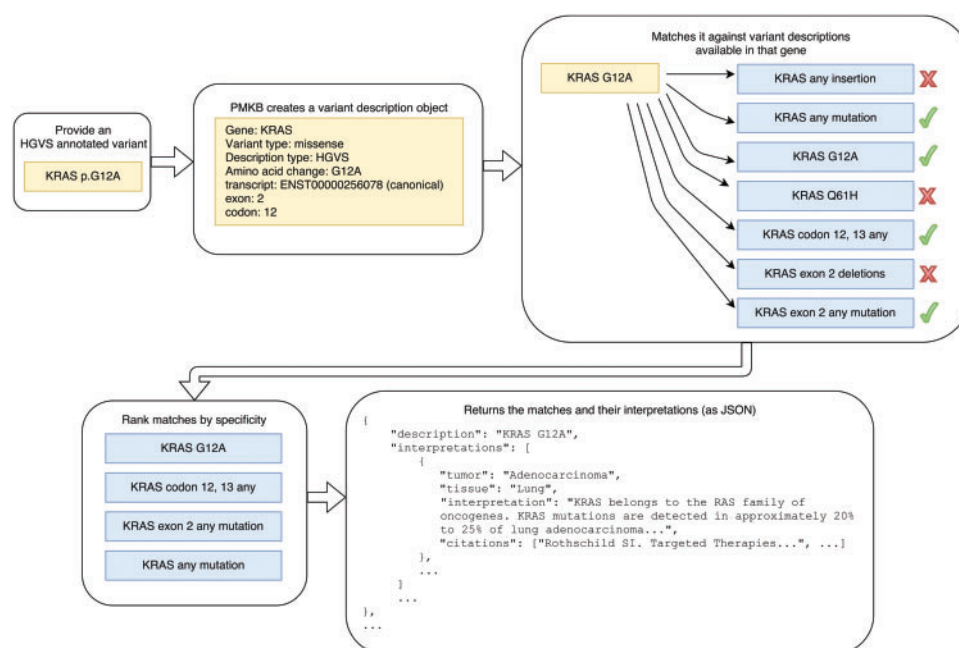 Provide an
HGVS annotated variant
KRAS p.G12A
PMKB creates a variant description object
Gene: KRAS
Variant type: missense
Description type: HGVS
Amino acid change: G12A
transcript: ENST00000256078 (canonical)
exon: 2
codon: 12
Matches it against variant descriptions
available in that gene
KRAS G12A
KRAS any insertion
KRAS any mutation
KRAS G12A
KRAS Q61H
KRAS codon 12, 13 any
KRAS exon 2 deletions
KRAS exon 2 any mutation
Rank matches by specificity
KRAS G12A
KRAS codon 12, 13 any
KRAS exon 2 any mutation
KRAS any mutation
Returns the matches and their interpretations (as JSON)
{
"description": "KRAS G12A",
"interpretations": [
{
"tumor": "Adenocarcinoma",
"tissue": "Lung",
"interpretation": "KRAS belongs to the RAS family of
oncogenes. KRAS mutations are detected in approximately 20%
to 25% of lung adenocarcinoma...",
"citations": ["Rothschild SI. Targeted Therapies...", ...]
},
...
]
...
},
...